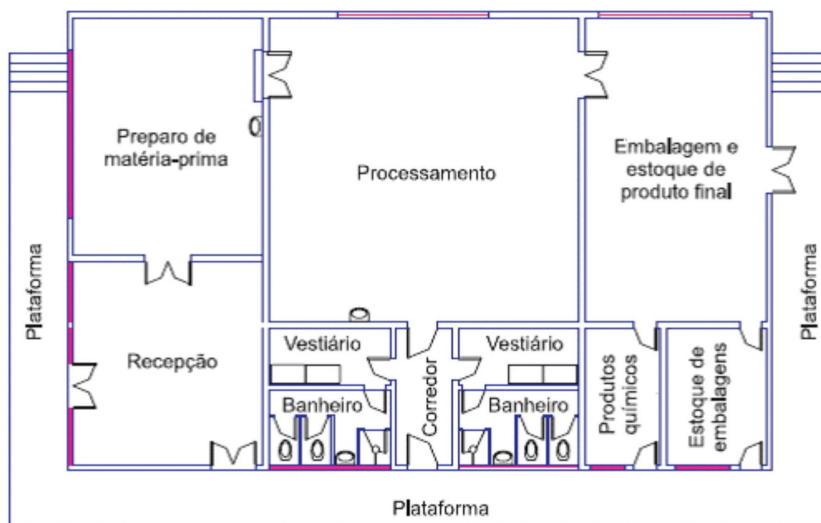 Preparo de
matéria-prima
Processamento
Embalagem e
estoque de
produto final
Plataforma
Plataforma
Recepção
Vestiário
Vestiário
Banheiro
Banheiro
Corredor
Produtos
químicos
Estoque de
embalagens
Plataforma